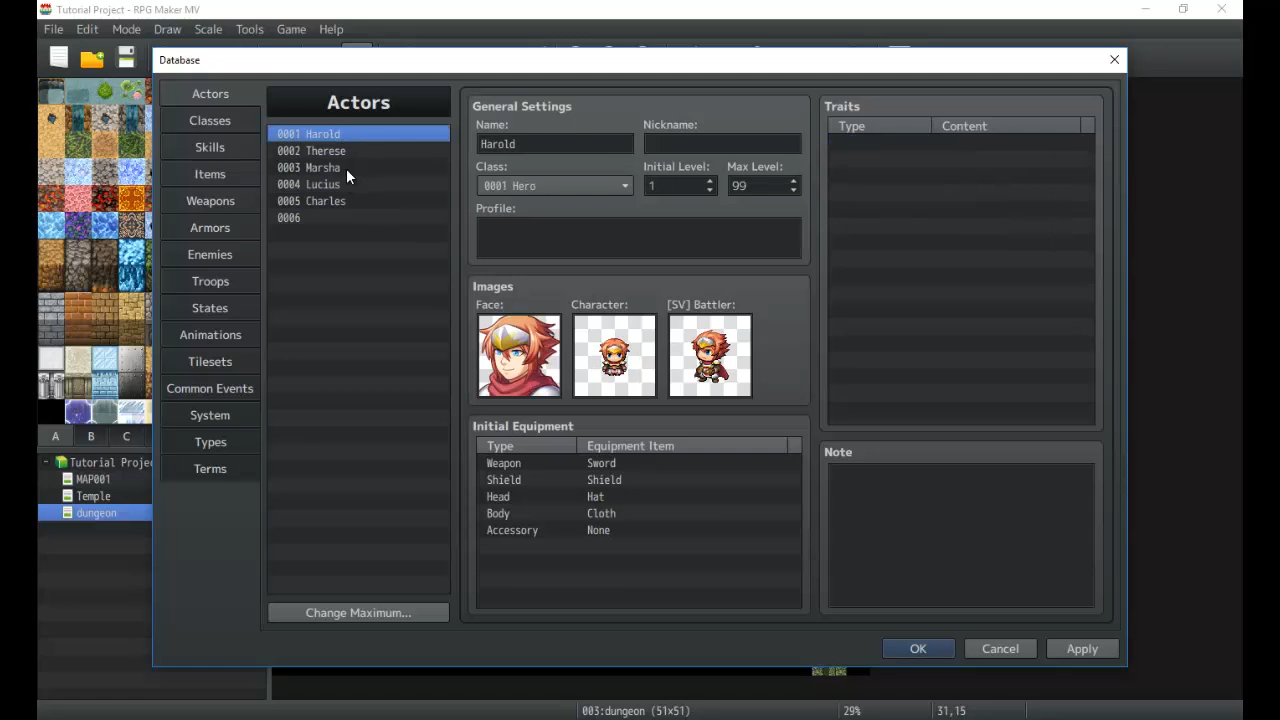 Tutorial Project - RPG Maker MV
File Edit Mode Draw Scale Tools Game Help
Database
Actors
Classes
Skills
Items
Weapons
Armors
Enemies
Troops
States
Animations
Tilesets
Common Events
System
Types
Terms
A B C
Tutorial Proje
MAP001
Temple
dungeon
Actors
0001 Harold
0002 Therese
0003 Marsha
0004 Lucius
0005 Charles
0006
Change Maximum...
General Settings
Name: Nickname:
Harold
Class: Initial Level: Max Level:
0001 Hero 1 99
Profile:
Images
Face: Character: [SV] Battler:
Initial Equipment
Type Equipment Item
Weapon Sword
Shield Shield
Head Hat
Body Cloth
Accessory None
Traits
Type Content
Note
OK Cancel Apply
003:dungeon (51x51) 29% 31,15